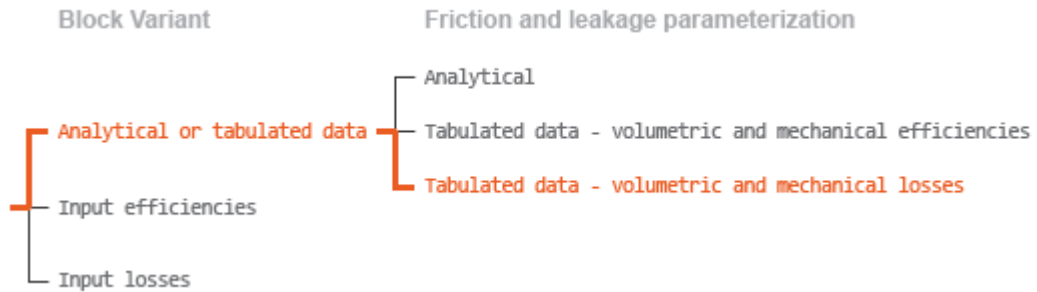 Block Variant
Friction and leakage parameterization
Analytical
Analytical or tabulated data
Tabulated data - volumetric and mechanical efficiencies
Tabulated data - volumetric and mechanical losses
Input efficiencies
Input losses